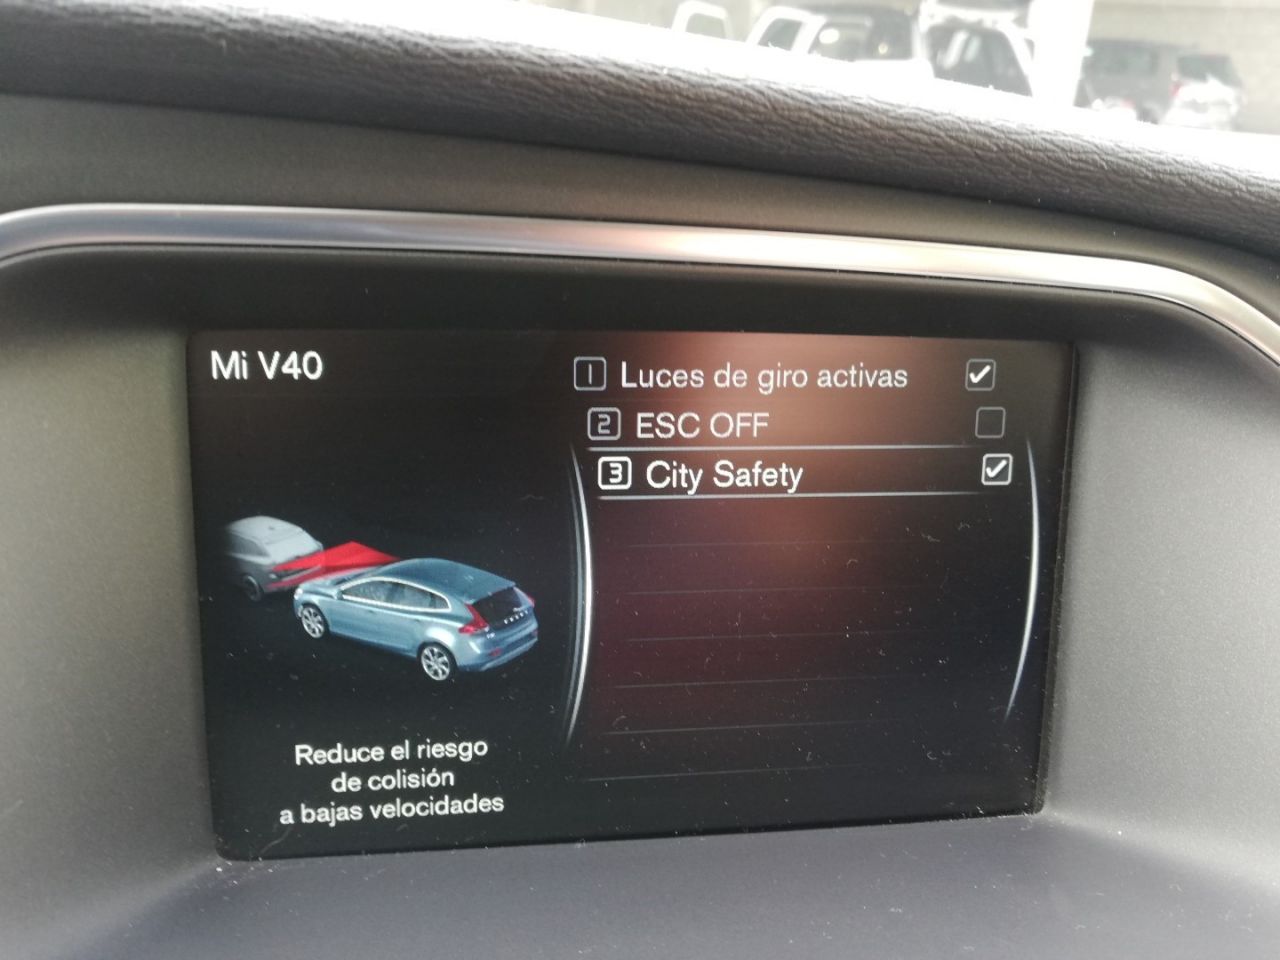 Mi V40
1 Luces de giro activas
2 ESC OFF
3 City Safety
Reduce el riesgo
de colisión
a bajas velocidades